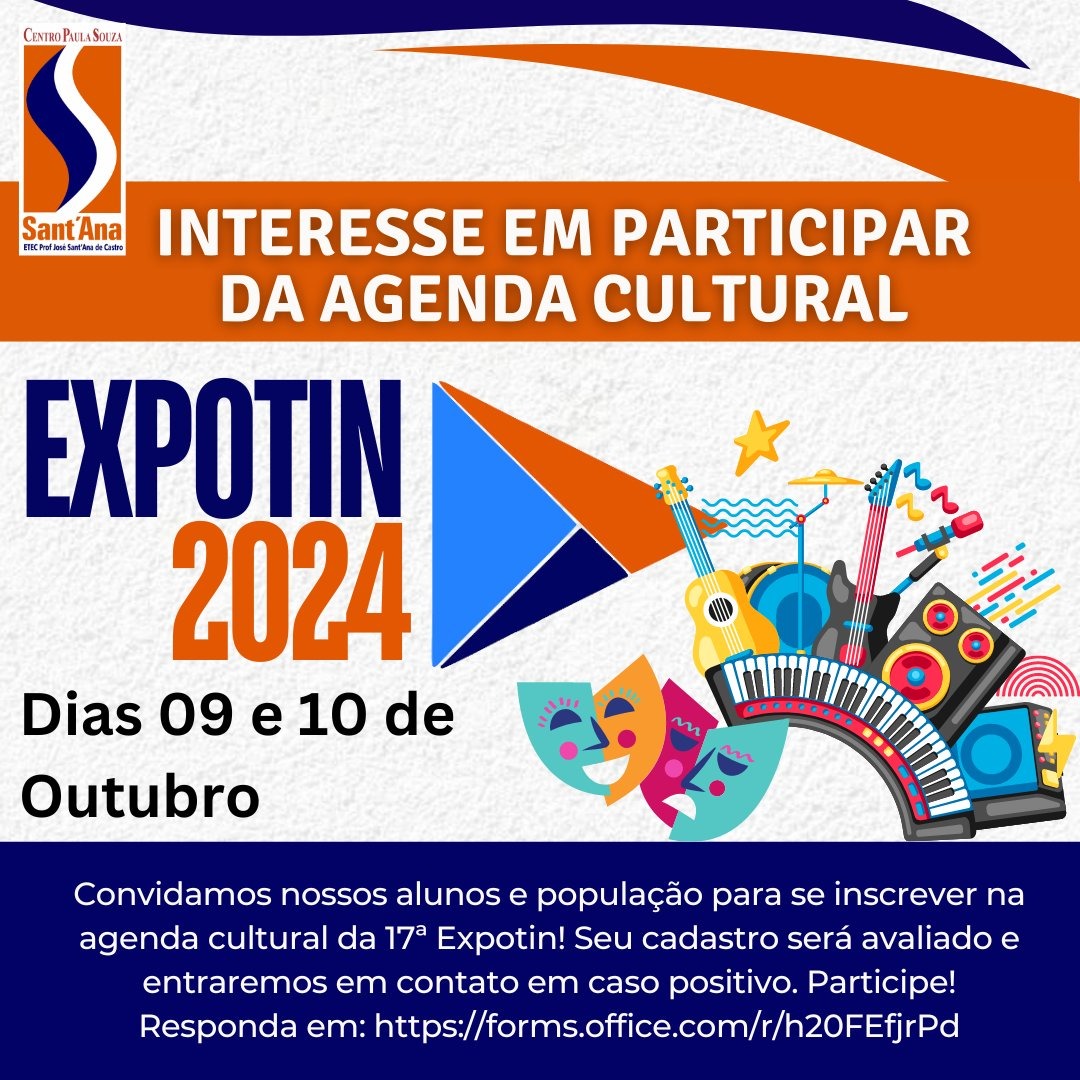 CENTRO PAULA SOUZA
Sant'Ana
ETEC Prof José Sant'Ana de Castro
INTERESSE EM PARTICIPAR
DA AGENDA CULTURAL
EXPOTIN
2024
Dias 09 e 10 de
Outubro
Convidamos nossos alunos e população para se inscrever na
agenda cultural da 17ª Expotin! Seu cadastro será avaliado e
entraremos em contato em caso positivo. Participe!
Responda em: https://forms.office.com/r/h20FEfjrPd